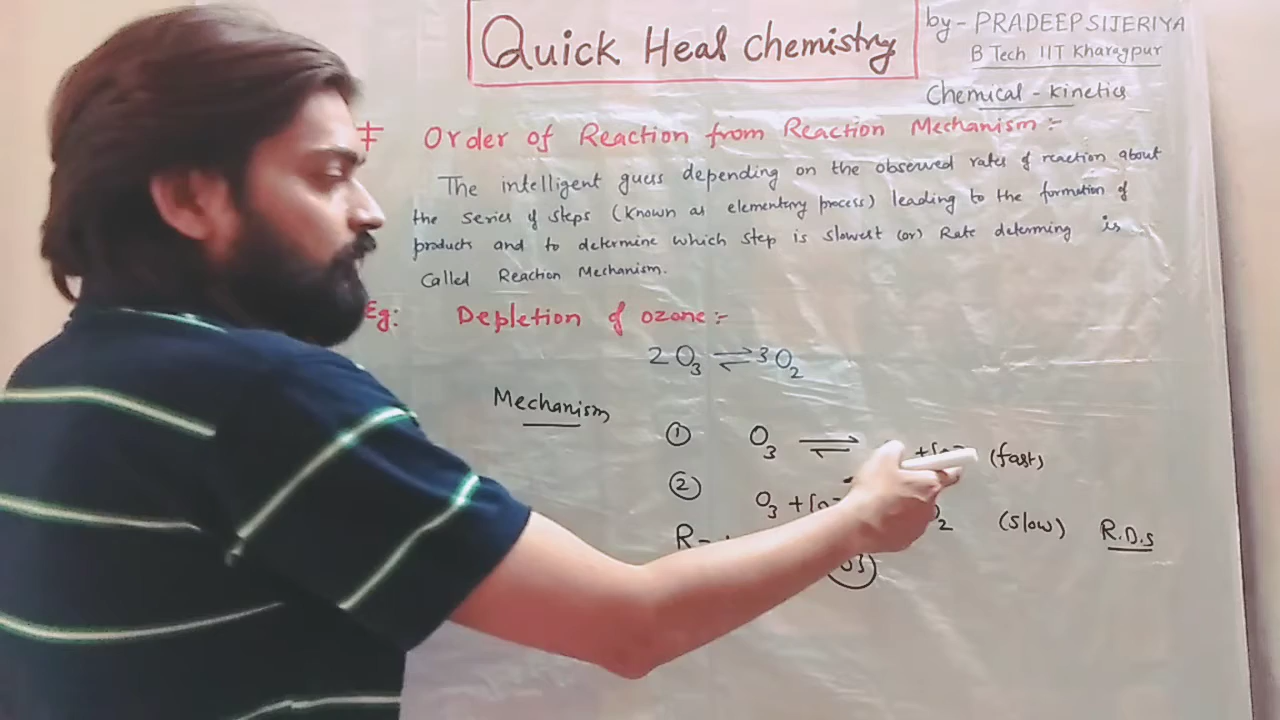 Quick Heal Chemistry
by- PRADEEP SIJERIYA
B Tech IIT Kharagpur
Chemical - Kinetics
‡ Order of Reaction from Reaction Mechanism :-
The intelligent guess depending on the observed rates of reaction about
the series of steps (known as elementary process) leading to the formation of
products and to determine which step is slowest (or) Rate determing is
Called Reaction Mechanism.
Eg: Depletion of ozone :-
2O₃ ⇌ 3O₂
Mechanism
① O₃ ⇌ (fast)
② O₃ + (slow) R.D.S
R